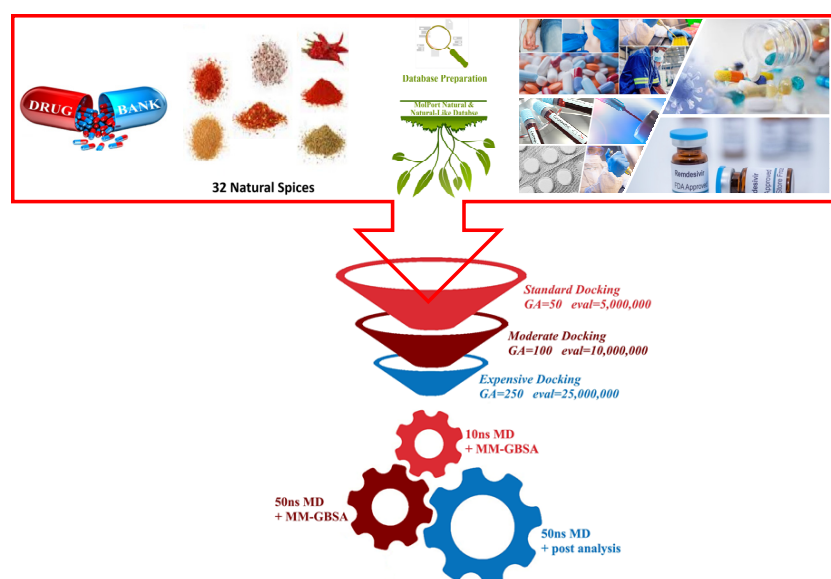 DRUG
BANK
32 Natural Spices
Database Preparation
MolPort Natural &
Natural-Like Databse
Remdesivir
FDA Approved
Remdesivir
Approved
Standard Docking
GA=50 eval=5,000,000
Moderate Docking
GA=100 eval=10,000,000
Expensive Docking
GA=250 eval=25,000,000
10ns MD
+ MM-GBSA
50ns MD
+ MM-GBSA
50ns MD
+ post analysis